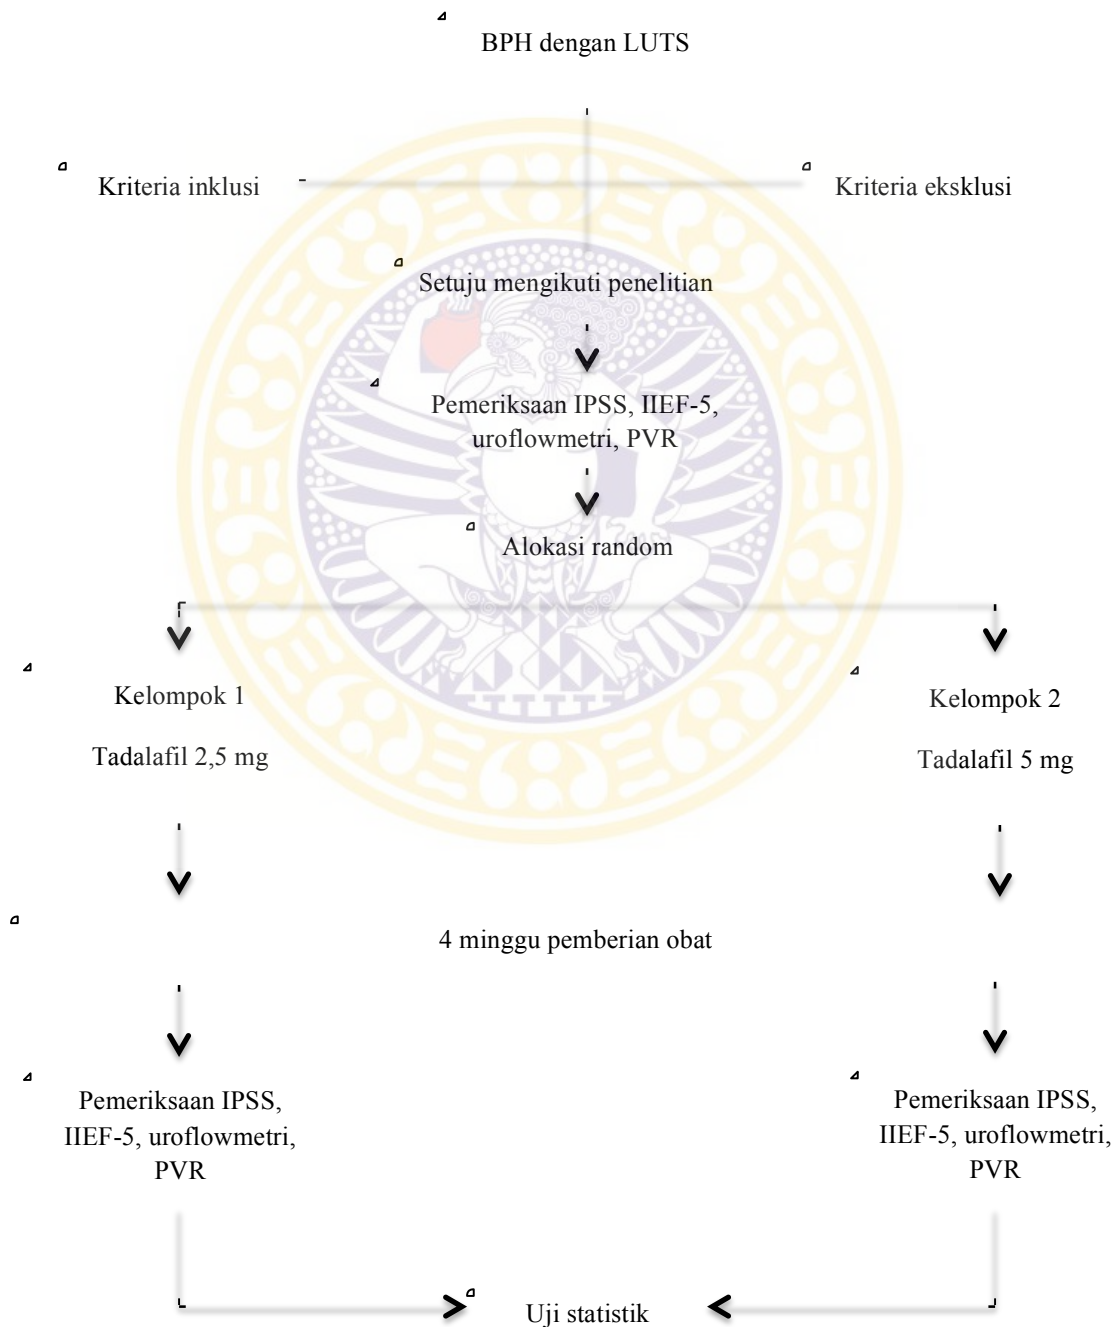 BPH dengan LUTS
Kriteria inklusi
Kriteria eksklusi
Setuju mengikuti penelitian
Pemeriksaan IPSS, IIEF-5,
uroflowmetri, PVR
Alokasi random
Kelompok 1
Tadalafil 2,5 mg
Kelompok 2
Tadalafil 5 mg
4 minggu pemberian obat
Pemeriksaan IPSS,
IIEF-5, uroflowmetri,
PVR
Pemeriksaan IPSS,
IIEF-5, uroflowmetri,
PVR
Uji statistik